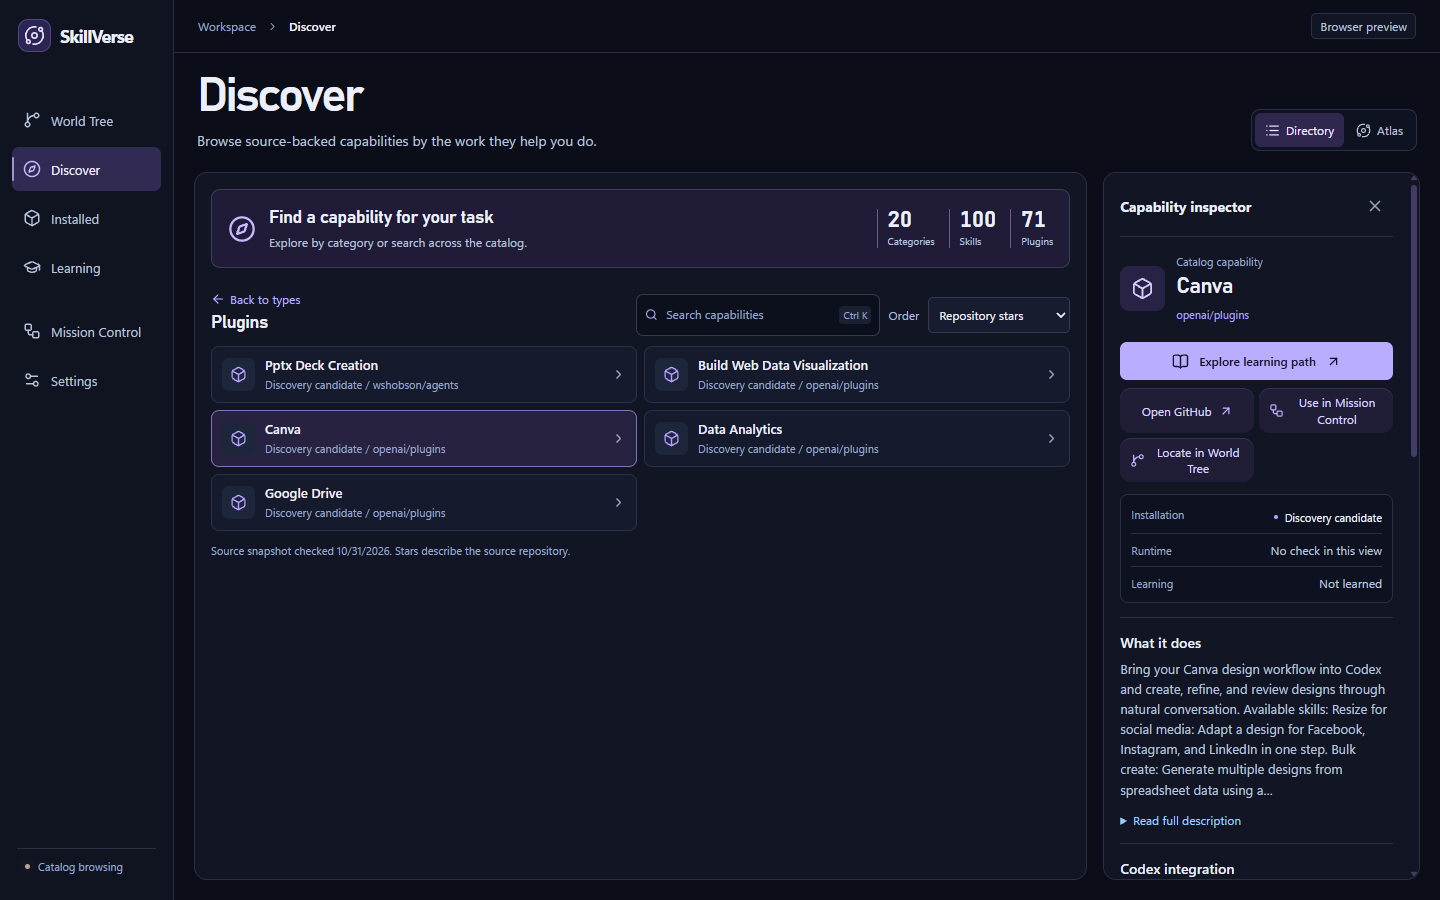 SkillVerse
World Tree
Discover
Installed
Learning
Mission Control
Settings
Catalog browsing
Workspace > Discover
Browser preview
Discover
Browse source-backed capabilities by the work they help you do.
Directory
Atlas
Find a capability for your task
Explore by category or search across the catalog.
20
Categories
100
Skills
71
Plugins
Back to types
Plugins
Search capabilities
Ctrl K
Order
Repository stars
Pptx Deck Creation
Discovery candidate / wshobson/agents
Build Web Data Visualization
Discovery candidate / openai/plugins
Canva
Discovery candidate / openai/plugins
Data Analytics
Discovery candidate / openai/plugins
Google Drive
Discovery candidate / openai/plugins
Source snapshot checked 10/31/2026. Stars describe the source repository.
Capability inspector
Catalog capability
Canva
openai/plugins
Explore learning path
Open GitHub
Use in Mission
Control
Locate in World
Tree
Installation
Discovery candidate
Runtime
No check in this view
Learning
Not learned
What it does
Bring your Canva design workflow into Codex
and create, refine, and review designs through
natural conversation. Available skills: Resize for
social media: Adapt a design for Facebook,
Instagram, and LinkedIn in one step. Bulk
create: Generate multiple designs from
spreadsheet data using a...
Read full description
Codex integration